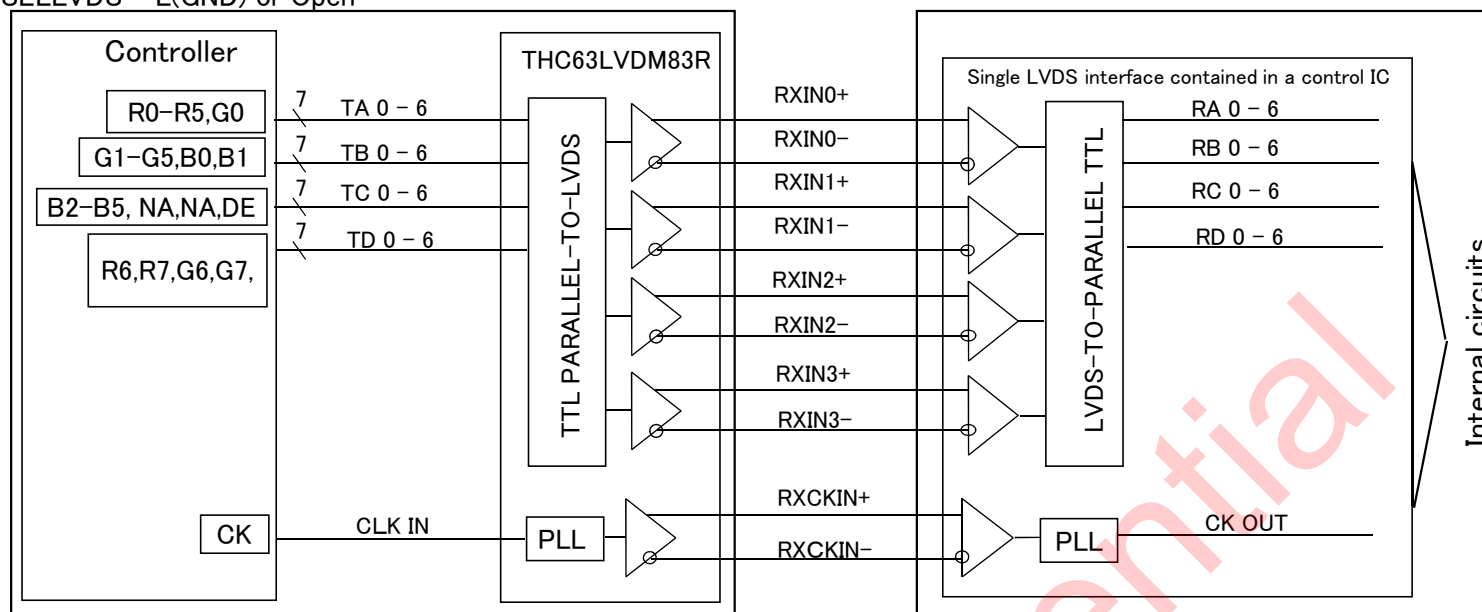 SELLVDS = L(GND) or Open
Controller
THC63LVDM83R
Single LVDS interface contained in a control IC
R0-R5,G0
7
TA 0 - 6
RXIN0+
RA 0 - 6
RXIN0-
G1-G5,B0,B1
7
TB 0 - 6
RB 0 - 6
RXIN1+
B2-B5, NA,NA,DE
7
TC 0 - 6
RC 0 - 6
RXIN1-
R6,R7,G6,G7,
7
TD 0 - 6
RD 0 - 6
RXIN2+
RXIN2-
RXIN3+
RXIN3-
TTL PARALLEL-TO-LVDS
LVDS-TO-PARALLEL TTL
Internal circuits
RXCKIN+
CK
CLK IN
PLL
RXCKIN-
PLL
CK OUT
ential